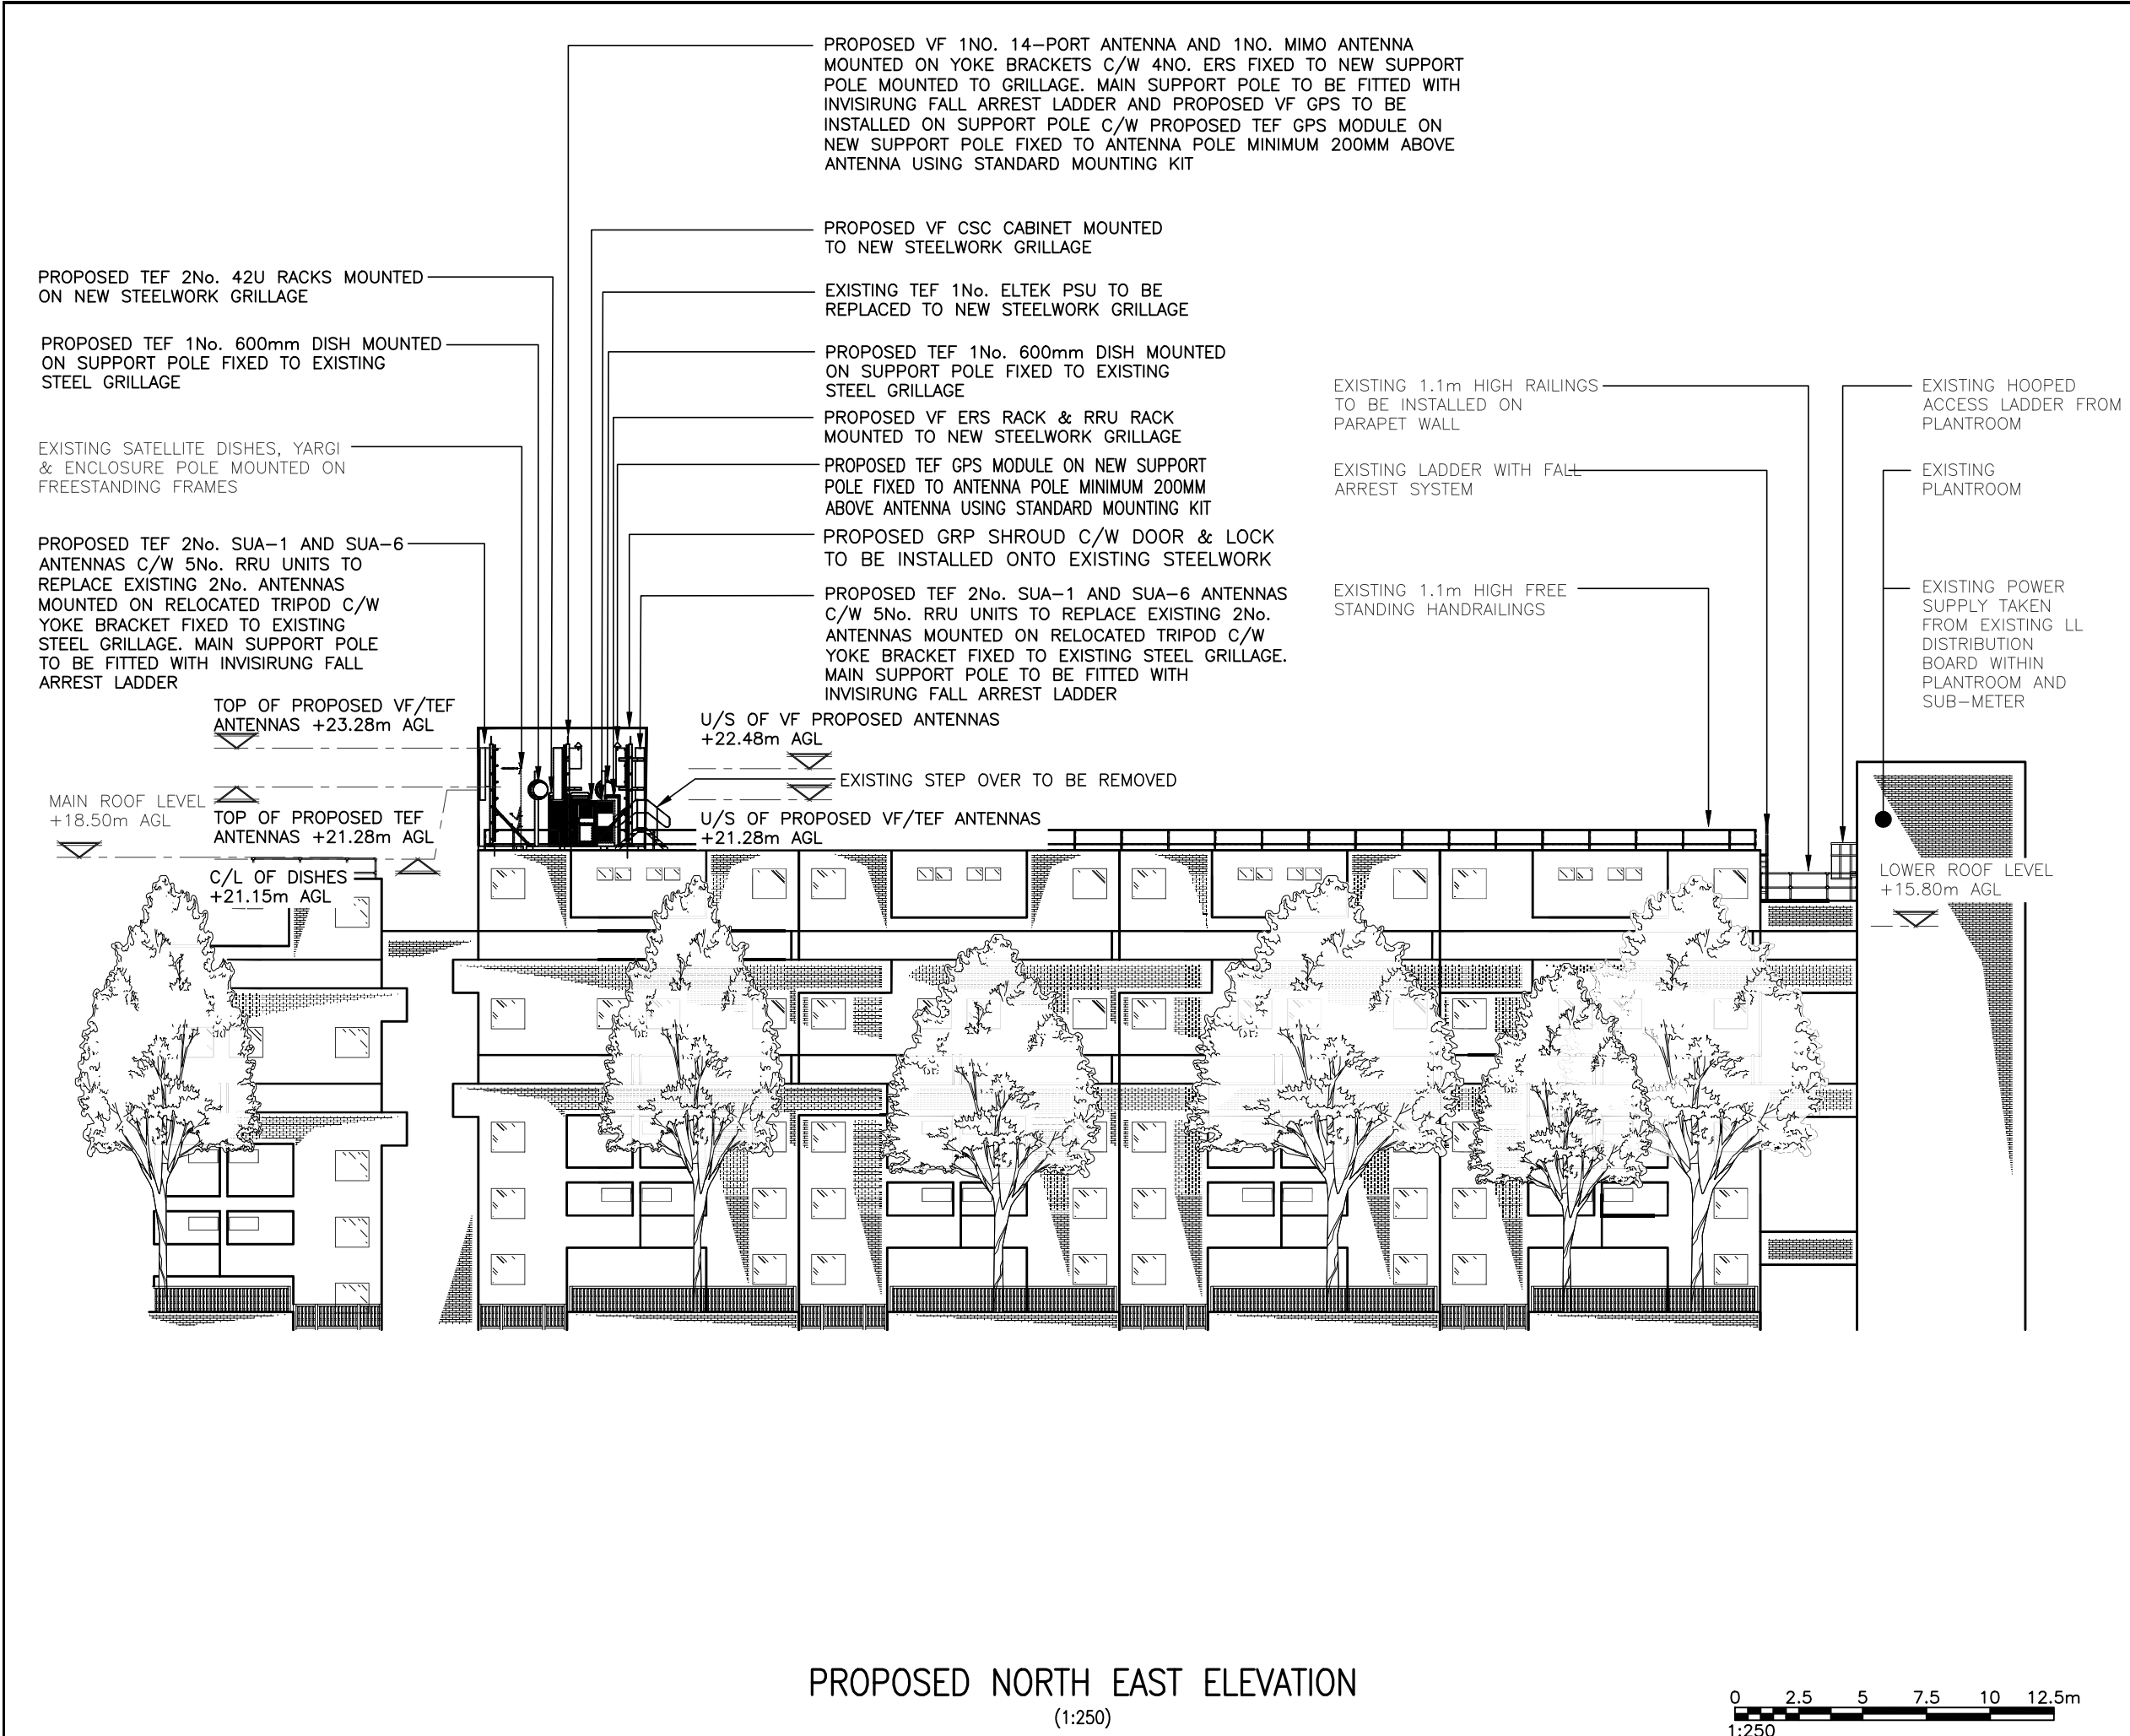 PROPOSED VF 1NO. 14-PORT ANTENNA AND 1NO. MIMO ANTENNA
MOUNTED ON YOKE BRACKETS C/W 4NO. ERS FIXED TO NEW SUPPORT
POLE MOUNTED TO GRILLAGE. MAIN SUPPORT POLE TO BE FITTED WITH
INVISIRUNG FALL ARREST LADDER AND PROPOSED VF GPS TO BE
INSTALLED ON SUPPORT POLE C/W PROPOSED TEF GPS MODULE ON
NEW SUPPORT POLE FIXED TO ANTENNA POLE MINIMUM 200MM ABOVE
ANTENNA USING STANDARD MOUNTING KIT
PROPOSED VF CSC CABINET MOUNTED
TO NEW STEELWORK GRILLAGE
PROPOSED TEF 2No. 42U RACKS MOUNTED
ON NEW STEELWORK GRILLAGE
EXISTING TEF 1No. ELTEK PSU TO BE
REPLACED TO NEW STEELWORK GRILLAGE
PROPOSED TEF 1No. 600mm DISH MOUNTED
ON SUPPORT POLE FIXED TO EXISTING
STEEL GRILLAGE
PROPOSED TEF 1No. 600mm DISH MOUNTED
ON SUPPORT POLE FIXED TO EXISTING
STEEL GRILLAGE
EXISTING 1.1m HIGH RAILINGS
TO BE INSTALLED ON
PARAPET WALL
EXISTING HOOPED
ACCESS LADDER FROM
PLANTROOM
PROPOSED VF ERS RACK & RRU RACK
MOUNTED TO NEW STEELWORK GRILLAGE
EXISTING SATELLITE DISHES, YARGI
& ENCLOSURE POLE MOUNTED ON
FREESTANDING FRAMES
PROPOSED TEF GPS MODULE ON NEW SUPPORT
POLE FIXED TO ANTENNA POLE MINIMUM 200MM
ABOVE ANTENNA USING STANDARD MOUNTING KIT
EXISTING LADDER WITH FALL
ARREST SYSTEM
EXISTING
PLANTROOM
PROPOSED GRP SHROUD C/W DOOR & LOCK
TO BE INSTALLED ONTO EXISTING STEELWORK
PROPOSED TEF 2No. SUA-1 AND SUA-6
ANTENNAS C/W 5No. RRU UNITS TO
REPLACE EXISTING 2No. ANTENNAS
MOUNTED ON RELOCATED TRIPOD C/W
YOKE BRACKET FIXED TO EXISTING
STEEL GRILLAGE. MAIN SUPPORT POLE
TO BE FITTED WITH INVISIRUNG FALL
ARREST LADDER
PROPOSED TEF 2No. SUA-1 AND SUA-6 ANTENNAS
C/W 5No. RRU UNITS TO REPLACE EXISTING 2No.
ANTENNAS MOUNTED ON RELOCATED TRIPOD C/W
YOKE BRACKET FIXED TO EXISTING STEEL GRILLAGE.
MAIN SUPPORT POLE TO BE FITTED WITH
INVISIRUNG FALL ARREST LADDER
EXISTING 1.1m HIGH FREE
STANDING HANDRAILINGS
EXISTING POWER
SUPPLY TAKEN
FROM EXISTING LL
DISTRIBUTION
BOARD WITHIN
PLANTROOM AND
SUB-METER
TOP OF PROPOSED VF/TEF
ANTENNAS +23.28m AGL
U/S OF VF PROPOSED ANTENNAS
+22.48m AGL
EXISTING STEP OVER TO BE REMOVED
MAIN ROOF LEVEL
+18.50m AGL
TOP OF PROPOSED TEF
ANTENNAS +21.28m AGL
U/S OF PROPOSED VF/TEF ANTENNAS
+21.28m AGL
C/L OF DISHES
+21.15m AGL
LOWER ROOF LEVEL
+15.80m AGL
PROPOSED NORTH EAST ELEVATION
(1:250)
0 2.5 5 7.5 10 12.5m
1:250